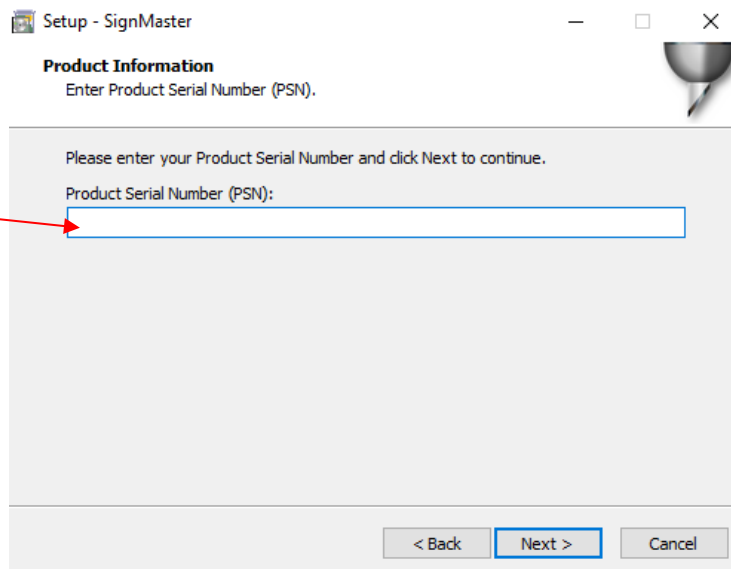 Setup - SignMaster
Product Information
Enter Product Serial Number (PSN).
Please enter your Product Serial Number and click Next to continue.
Product Serial Number (PSN):
< Back Next > Cancel